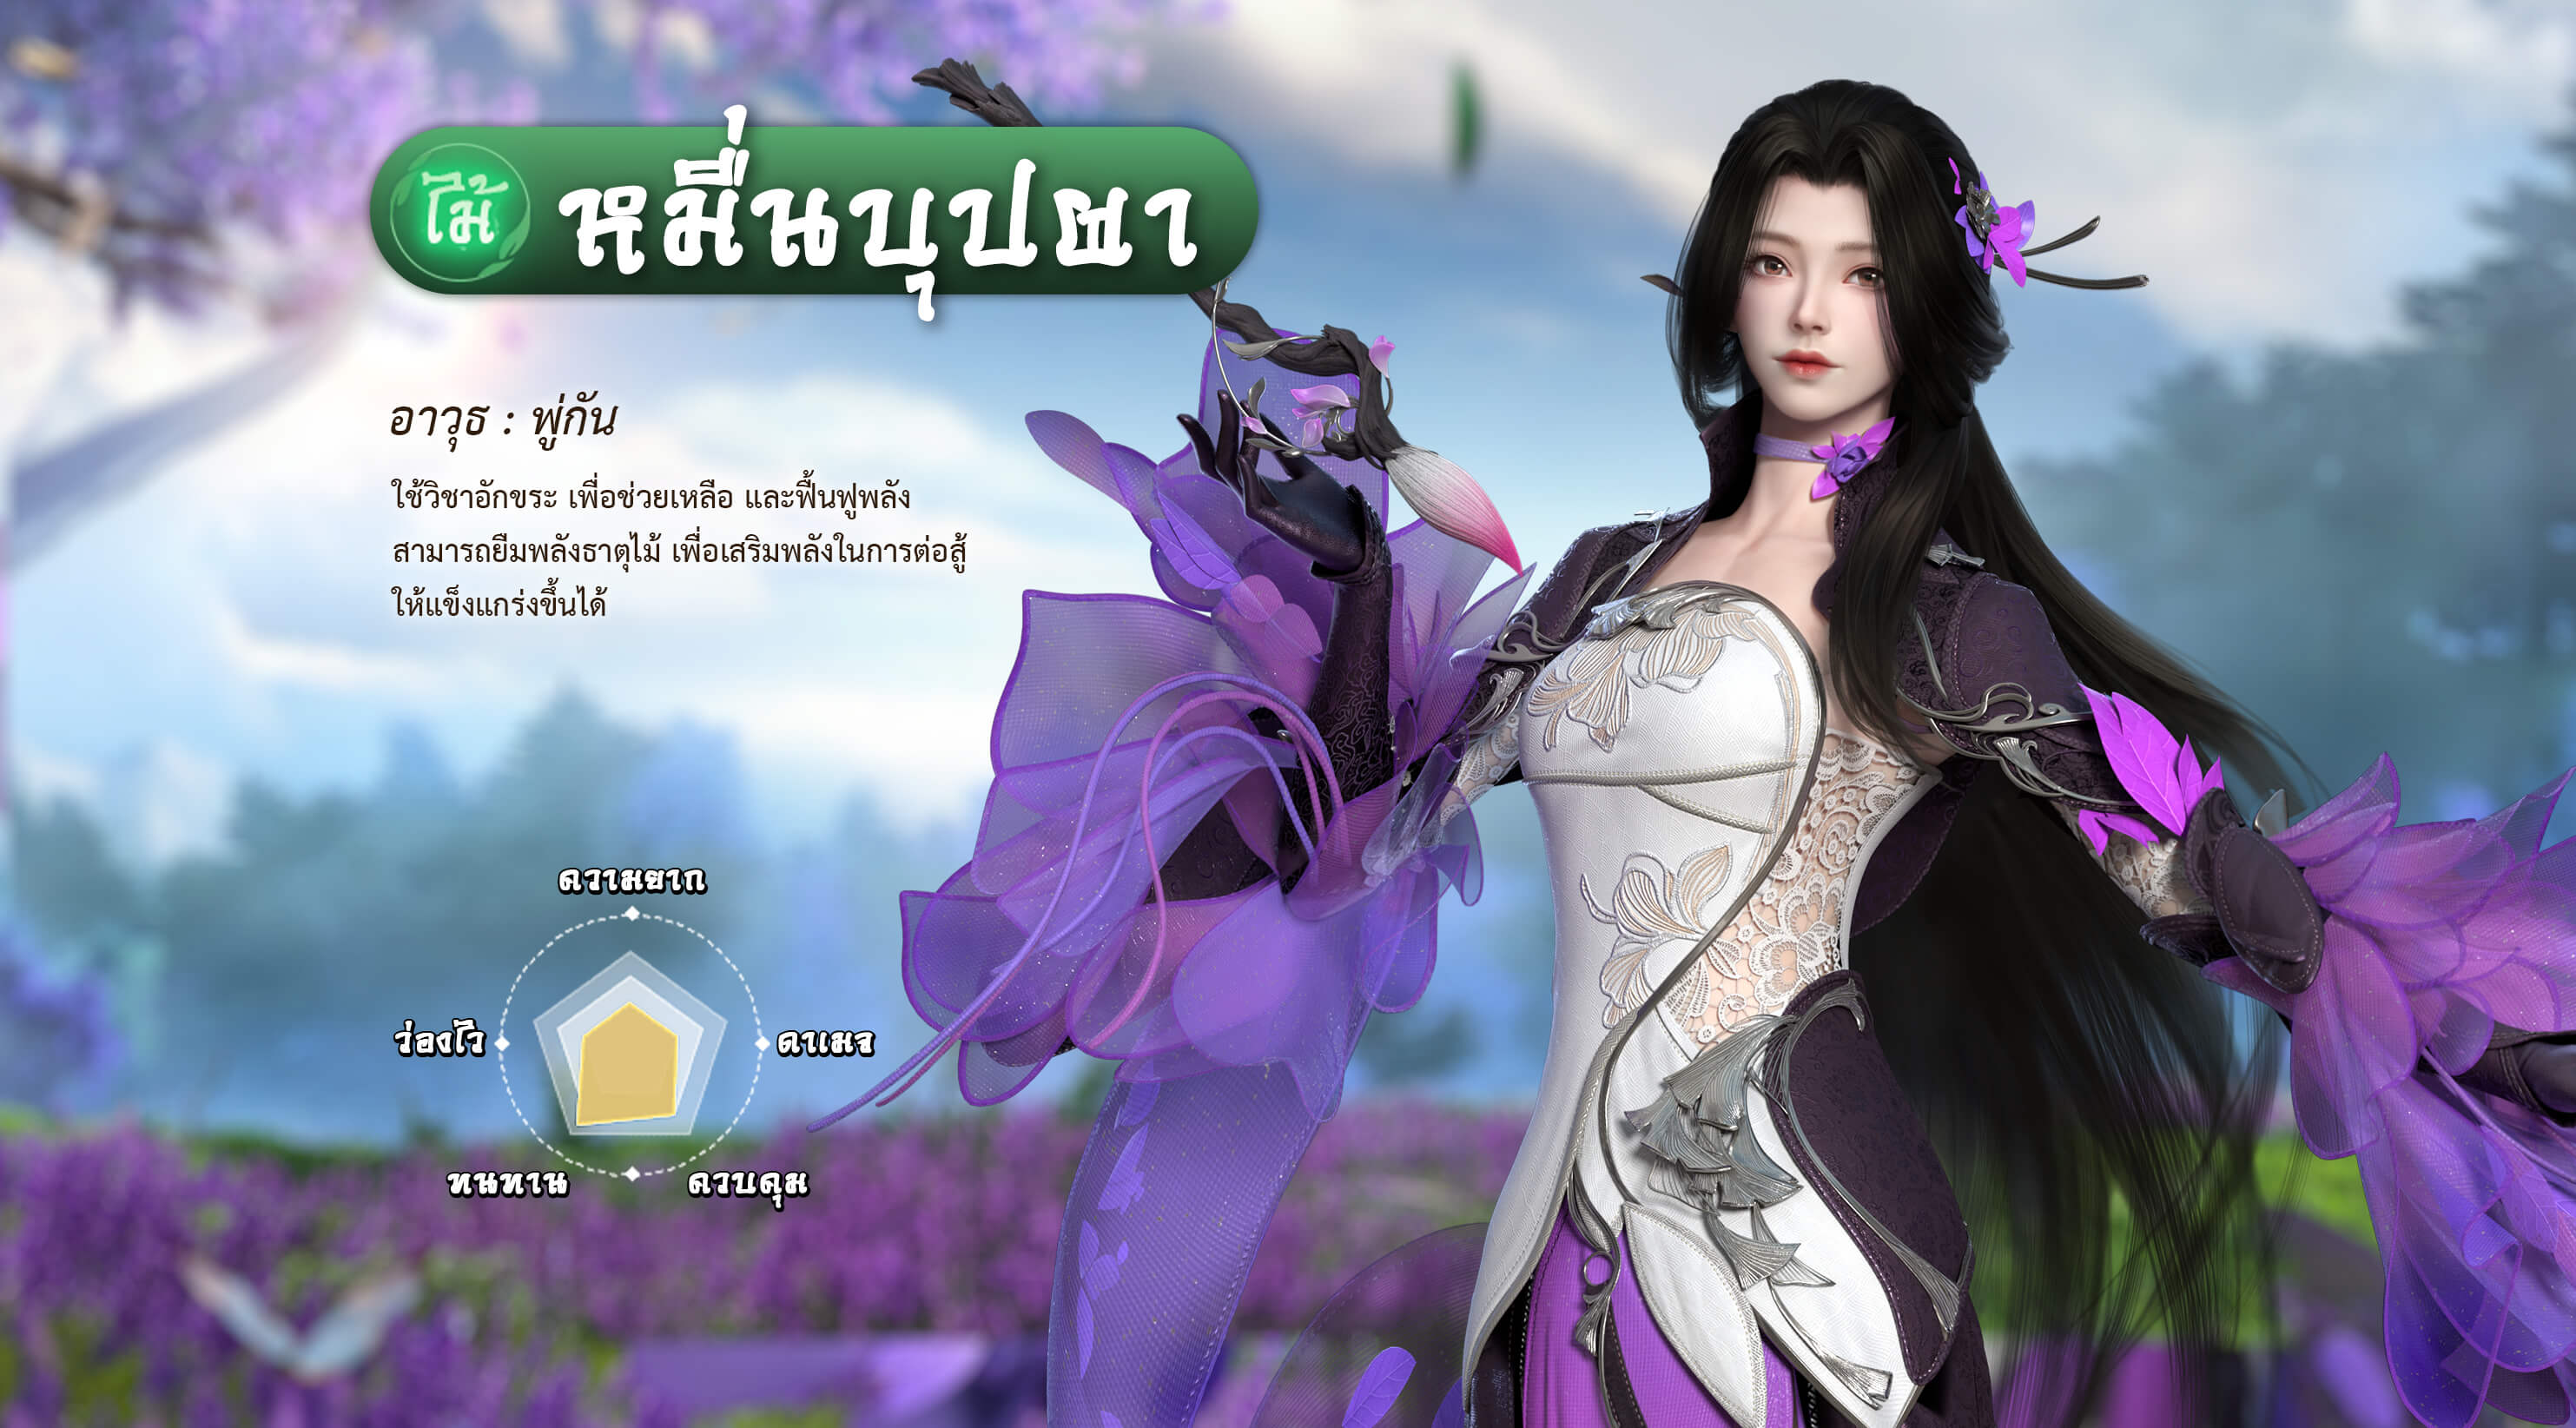 ไม้ หมื่นบุปผา
อาวุธ : พู่กัน
ใช้วิชาอักขระ เพื่อช่วยเหลือ และฟื้นฟูพลัง
สามารถยืมพลังธาตุไม้ เพื่อเสริมพลังในการต่อสู้
ให้แข็งแกร่งขึ้นได้
ความยาก
ว่องไว
ดาเมจ
ทนทาน
ควบคุม